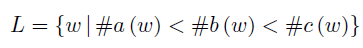 L = {w | #a (w) < #b (w) < #c (w)}